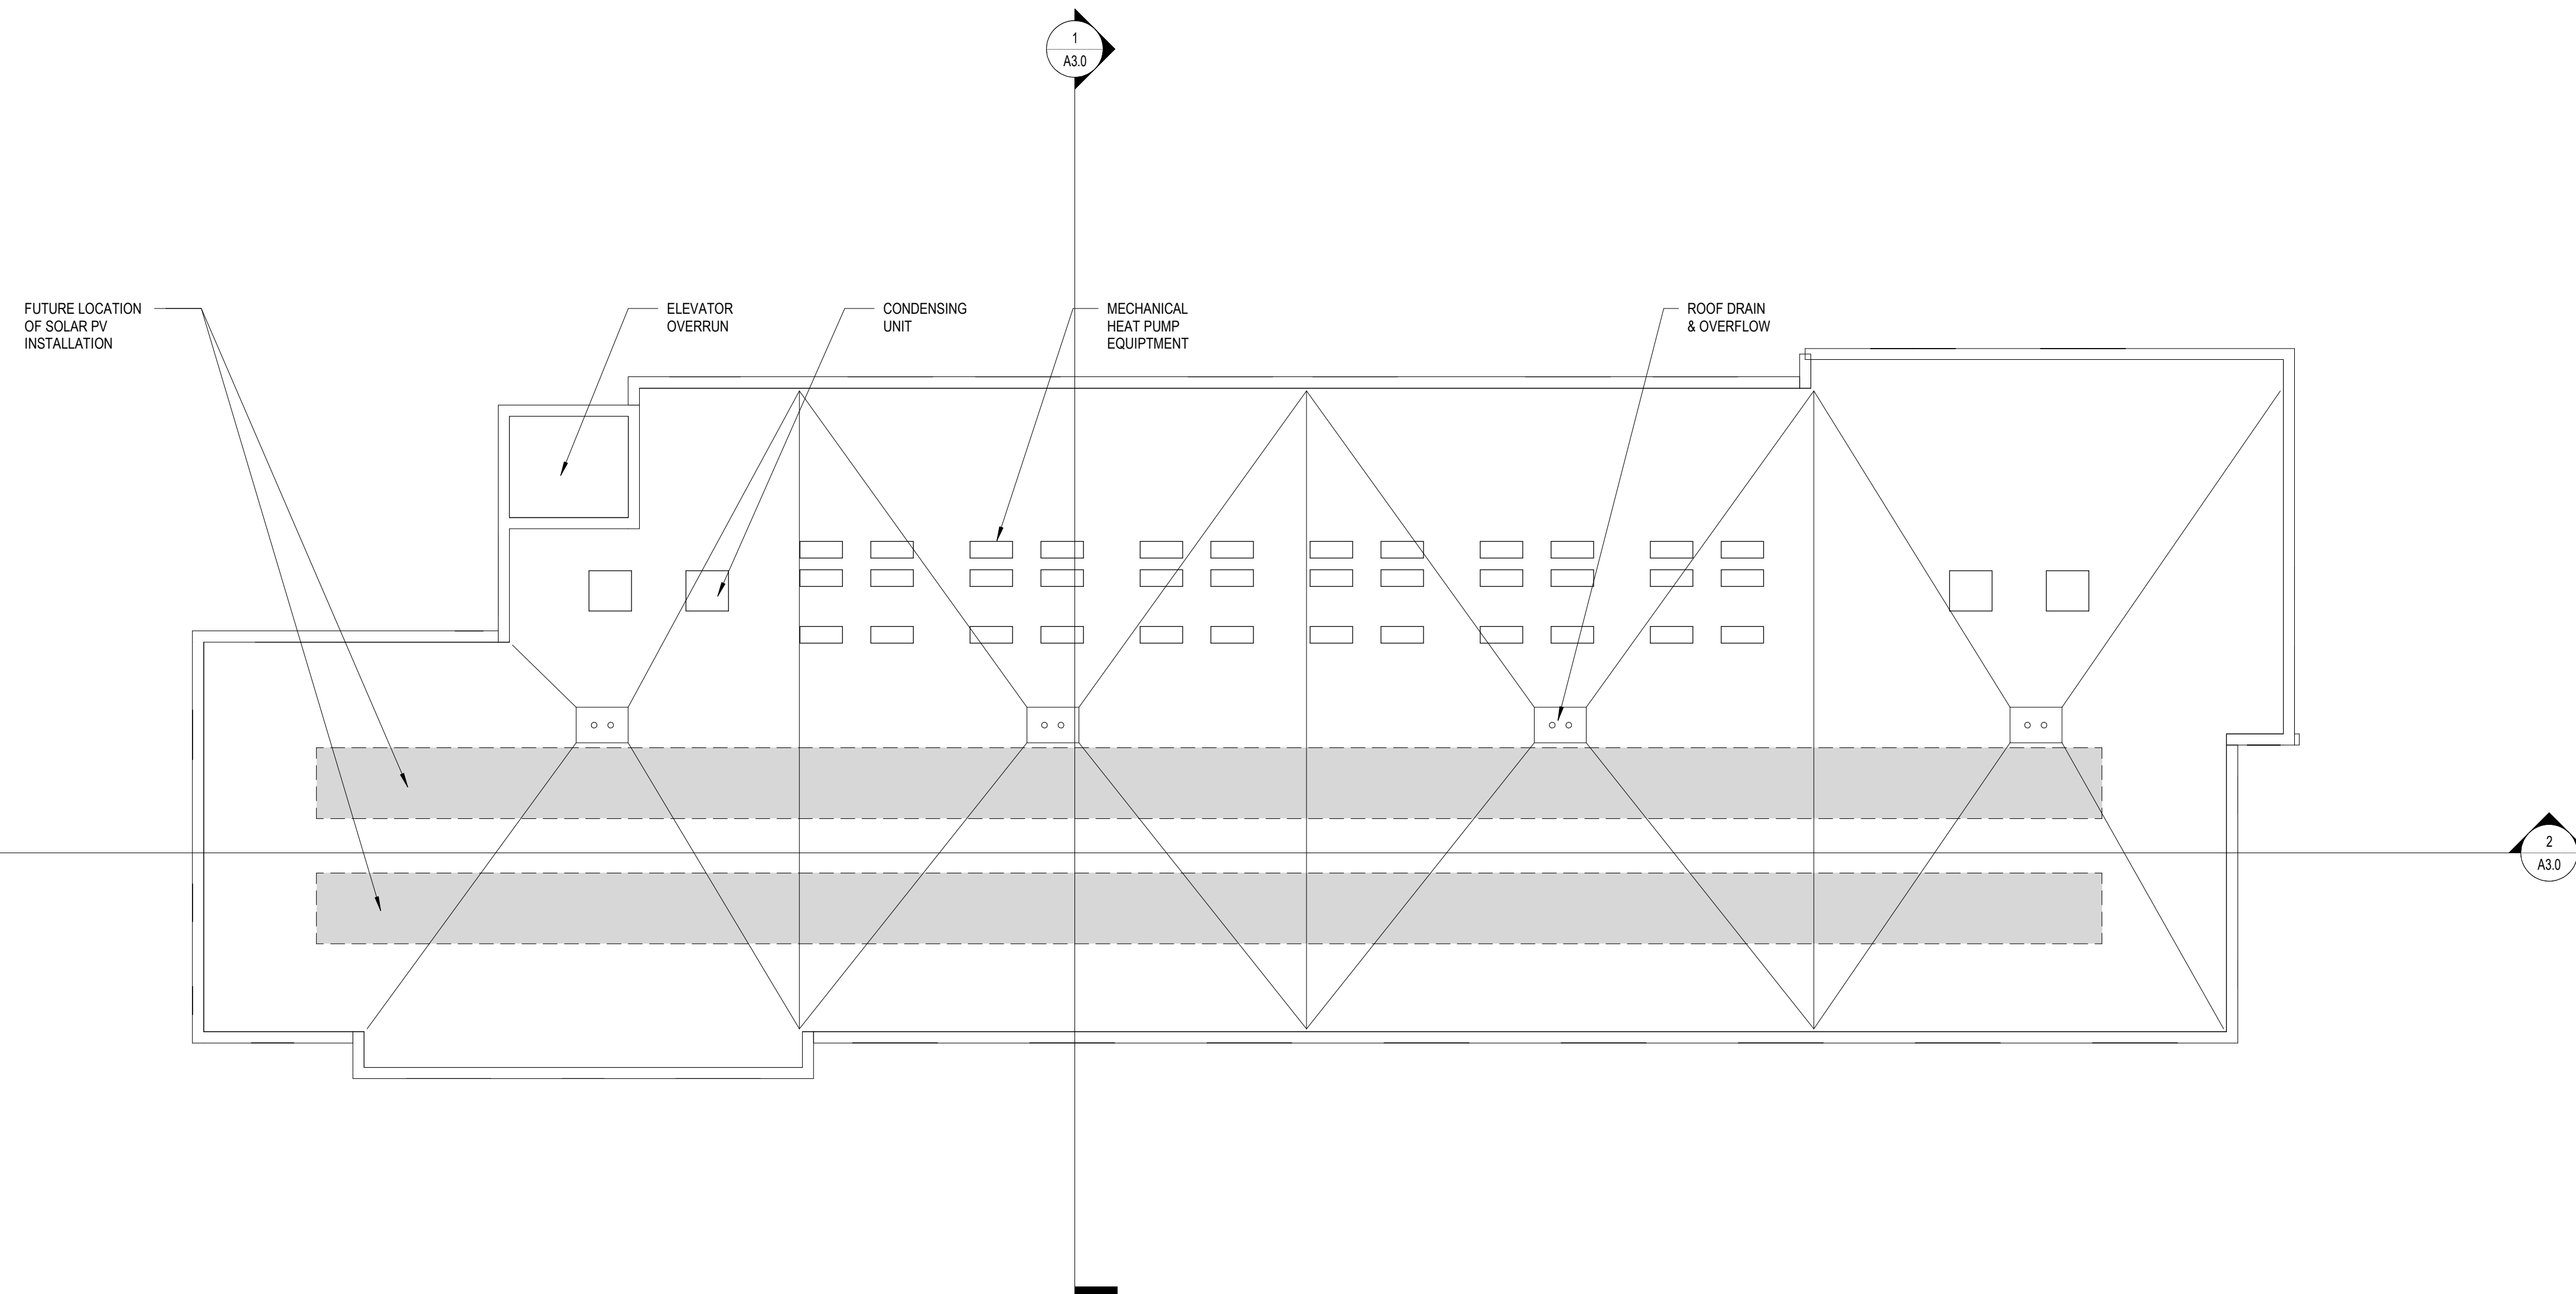 1
A3.0
FUTURE LOCATION
OF SOLAR PV
INSTALLATION
ELEVATOR
OVERRUN
CONDENSING
UNIT
MECHANICAL
HEAT PUMP
EQUIPTMENT
ROOF DRAIN
& OVERFLOW
2
A3.0